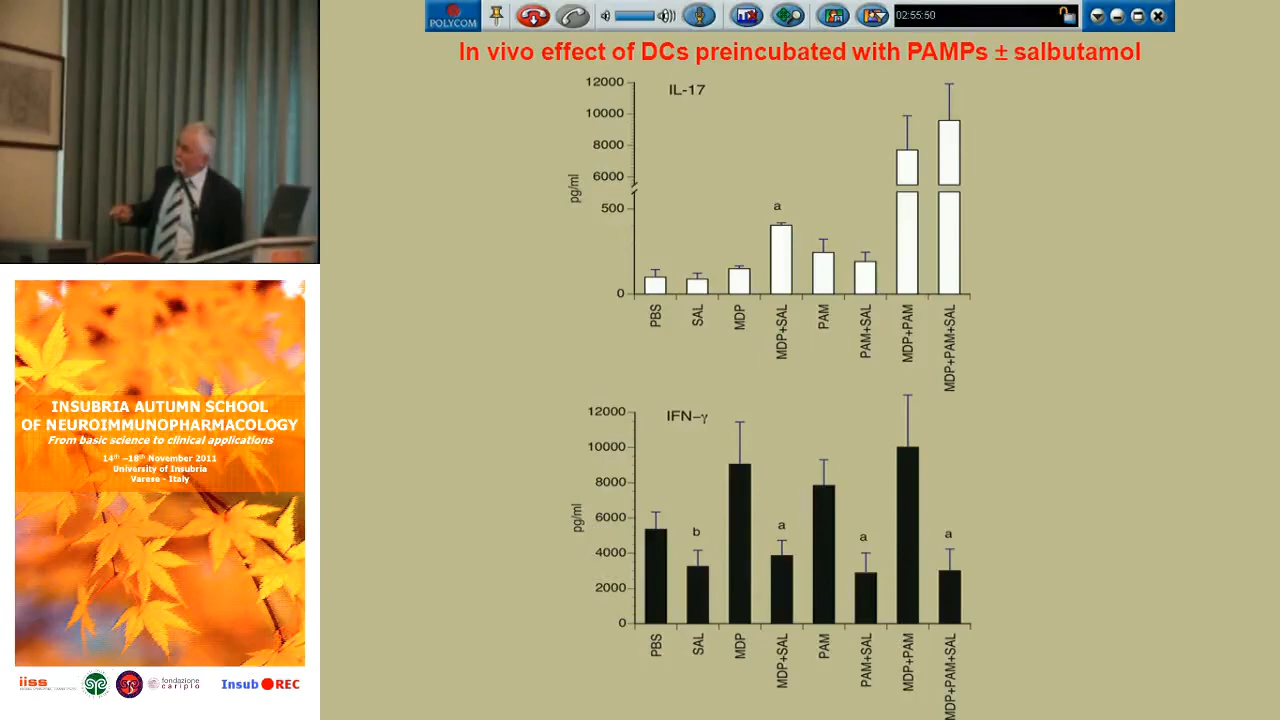 POLYCOM
02:55:50
In vivo effect of DCs preincubated with PAMPs ± salbutamol
IL-17
12000
10000
8000
6000
500
0
pg/ml
a
PBS
SAL
MDP
MDP+SAL
PAM
PAM+SAL
MDP+PAM
MDP+PAM+SAL
IFN–γ
12000
10000
8000
6000
4000
2000
0
pg/ml
b
a
a
a
PBS
SAL
MDP
MDP+SAL
PAM
PAM+SAL
MDP+PAM
MDP+PAM+SAL
INSUBRIA AUTUMN SCHOOL
OF NEUROIMMUNOPHARMACOLOGY
From basic science to clinical applications
14th –18th November 2011
University of Insubria
Varese - Italy
iiss
fondazione
cariplo
Insub REC